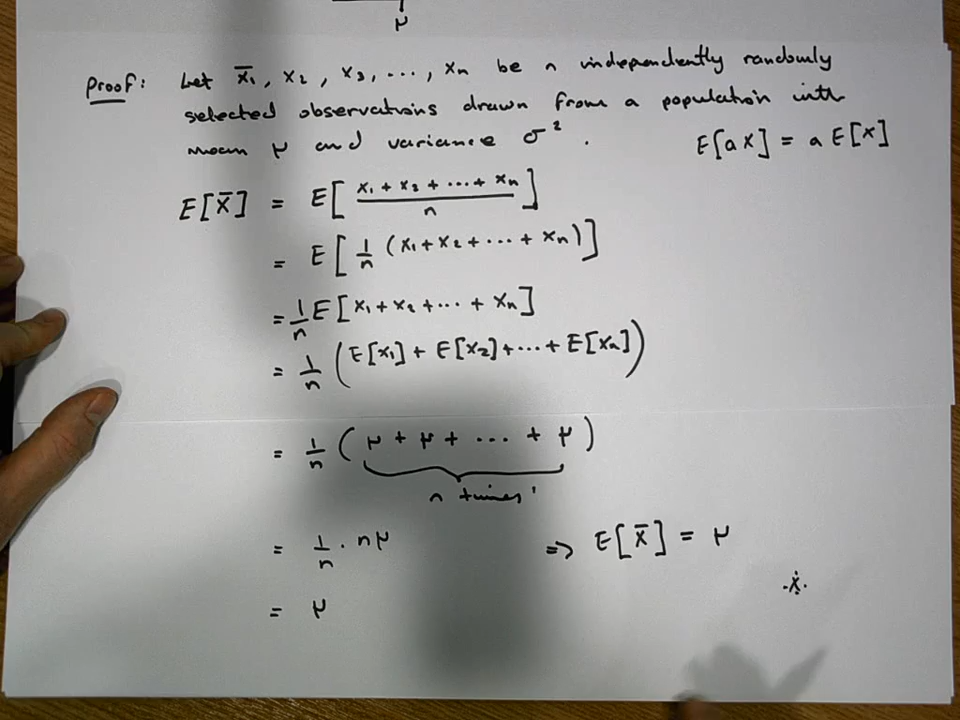 μ
Proof: Let x̄₁, x₂, x₃, ..., xₙ be n independently randomly
selected observations drawn from a population with
mean μ and variance σ².
E[aX] = a E[X]
E[X̄] = E[(x₁ + x₂ + ... + xₙ)/n]
= E[1/n (x₁ + x₂ + ... + xₙ)]
= 1/n E[x₁ + x₂ + ... + xₙ]
= 1/n (E[x₁] + E[x₂] + ... + E[xₙ])
= 1/n (μ + μ + ... + μ)
n times
= 1/n · nμ ⇒ E[X̄] = μ
= μ